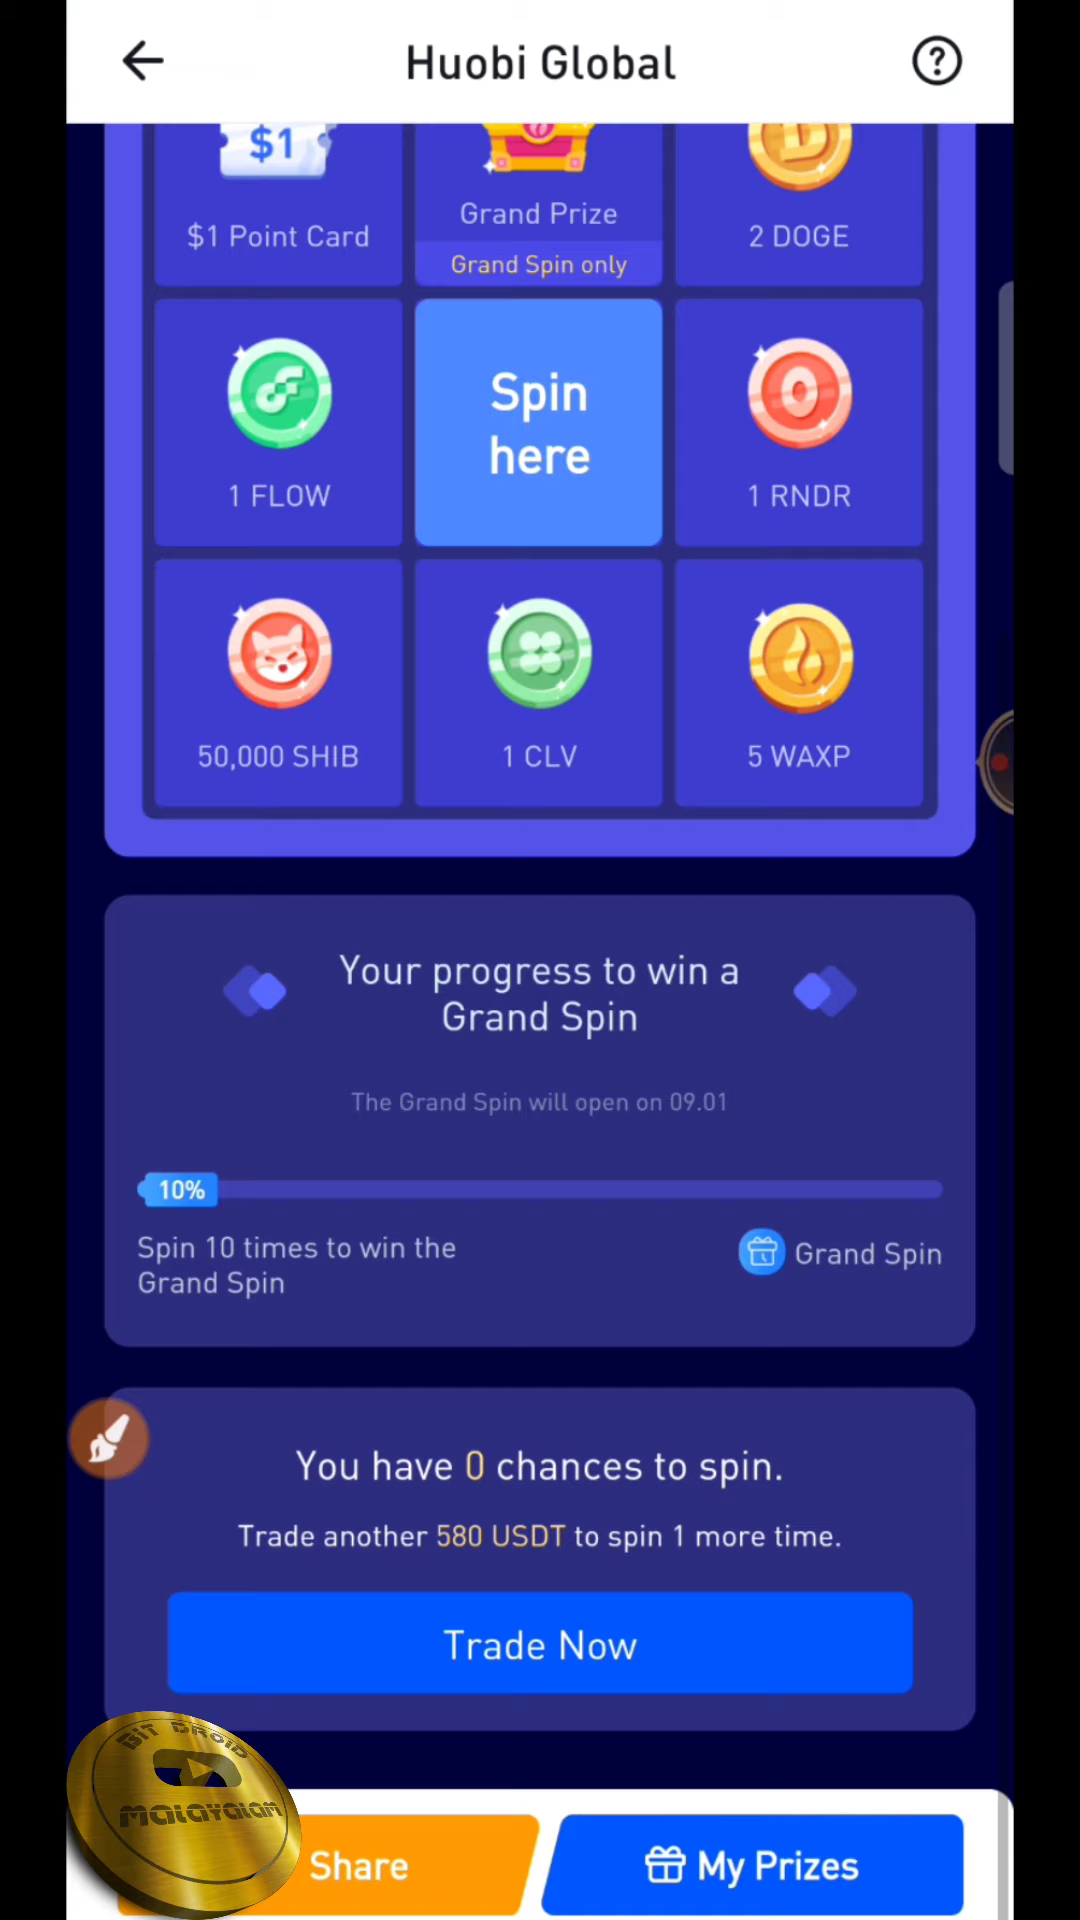 Huobi Global
$1
$1 Point Card
Grand Prize
Grand Spin only
2 DOGE
1 FLOW
Spin
here
1 RNDR
50,000 SHIB
1 CLV
5 WAXP
Your progress to win a
Grand Spin
The Grand Spin will open on 09.01
10%
Spin 10 times to win the
Grand Spin
Grand Spin
You have 0 chances to spin.
Trade another 580 USDT to spin 1 more time.
Trade Now
BIT DROID
MALAYALAM
Share
My Prizes